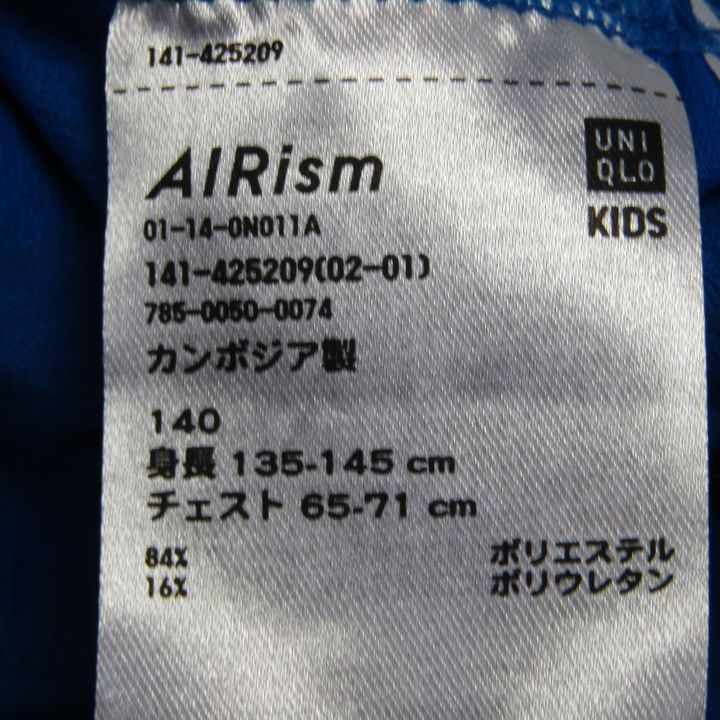 141-425209
AIRism
UNI
QLO
KIDS
01-14-0N011A
141-425209(02-01)
785-0050-0074
カンボジア製
140
身長 135-145 cm
チェスト 65-71 cm
84% ポリエステル
16% ポリウレタン